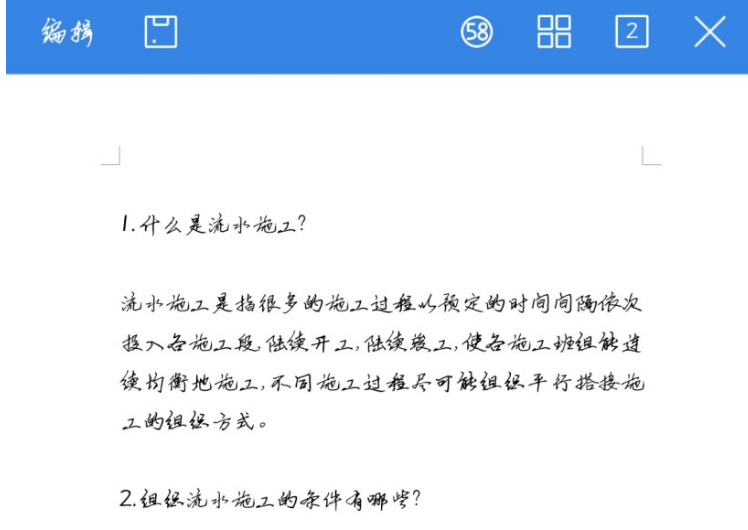 编辑 58 2
1.什么是流水施工?
流水施工是指很多的施工过程以预定的时间间隔依次
投入各施工段,陆续开工,陆续竣工,使各施工班组能连
续均衡地施工,不同施工过程尽可能组织平行搭接施
工的组织方式。
2.组织流水施工的条件有哪些?